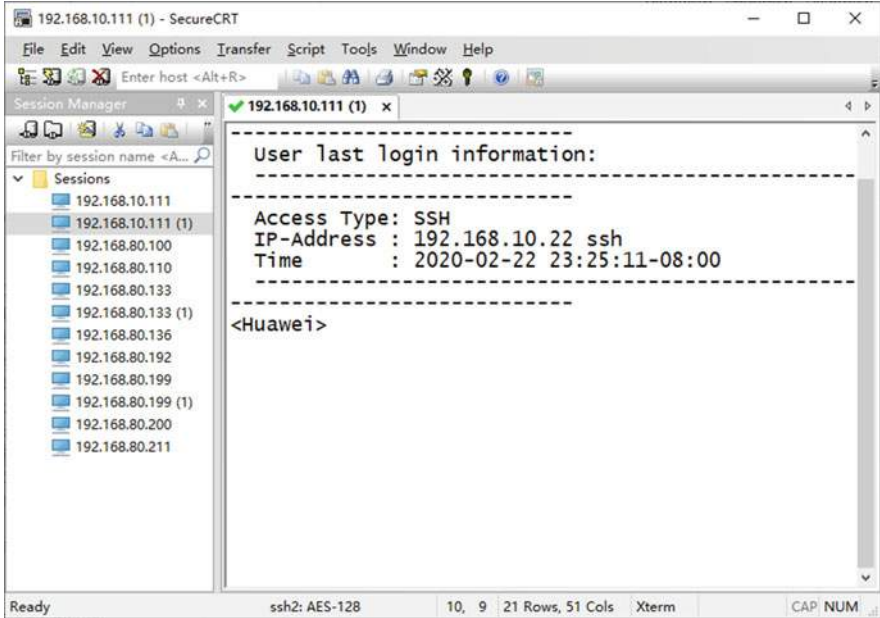 192.168.10.111 (1) - SecureCRT
File Edit View Options Transfer Script Tools Window Help
Enter host <Alt+R>
Session Manager
192.168.10.111 (1)
Filter by session name <A...
Sessions
192.168.10.111
192.168.10.111 (1)
192.168.80.100
192.168.80.110
192.168.80.133
192.168.80.133 (1)
192.168.80.136
192.168.80.192
192.168.80.199
192.168.80.199 (1)
192.168.80.200
192.168.80.211
----------------------------
User last login information:
-------------------------------------------------
----------------------------
Access Type: SSH
IP-Address : 192.168.10.22 ssh
Time       : 2020-02-22 23:25:11-08:00
-------------------------------------------------
----------------------------
<Huawei>
Ready ssh2: AES-128 10, 9 21 Rows, 51 Cols Xterm CAP NUM